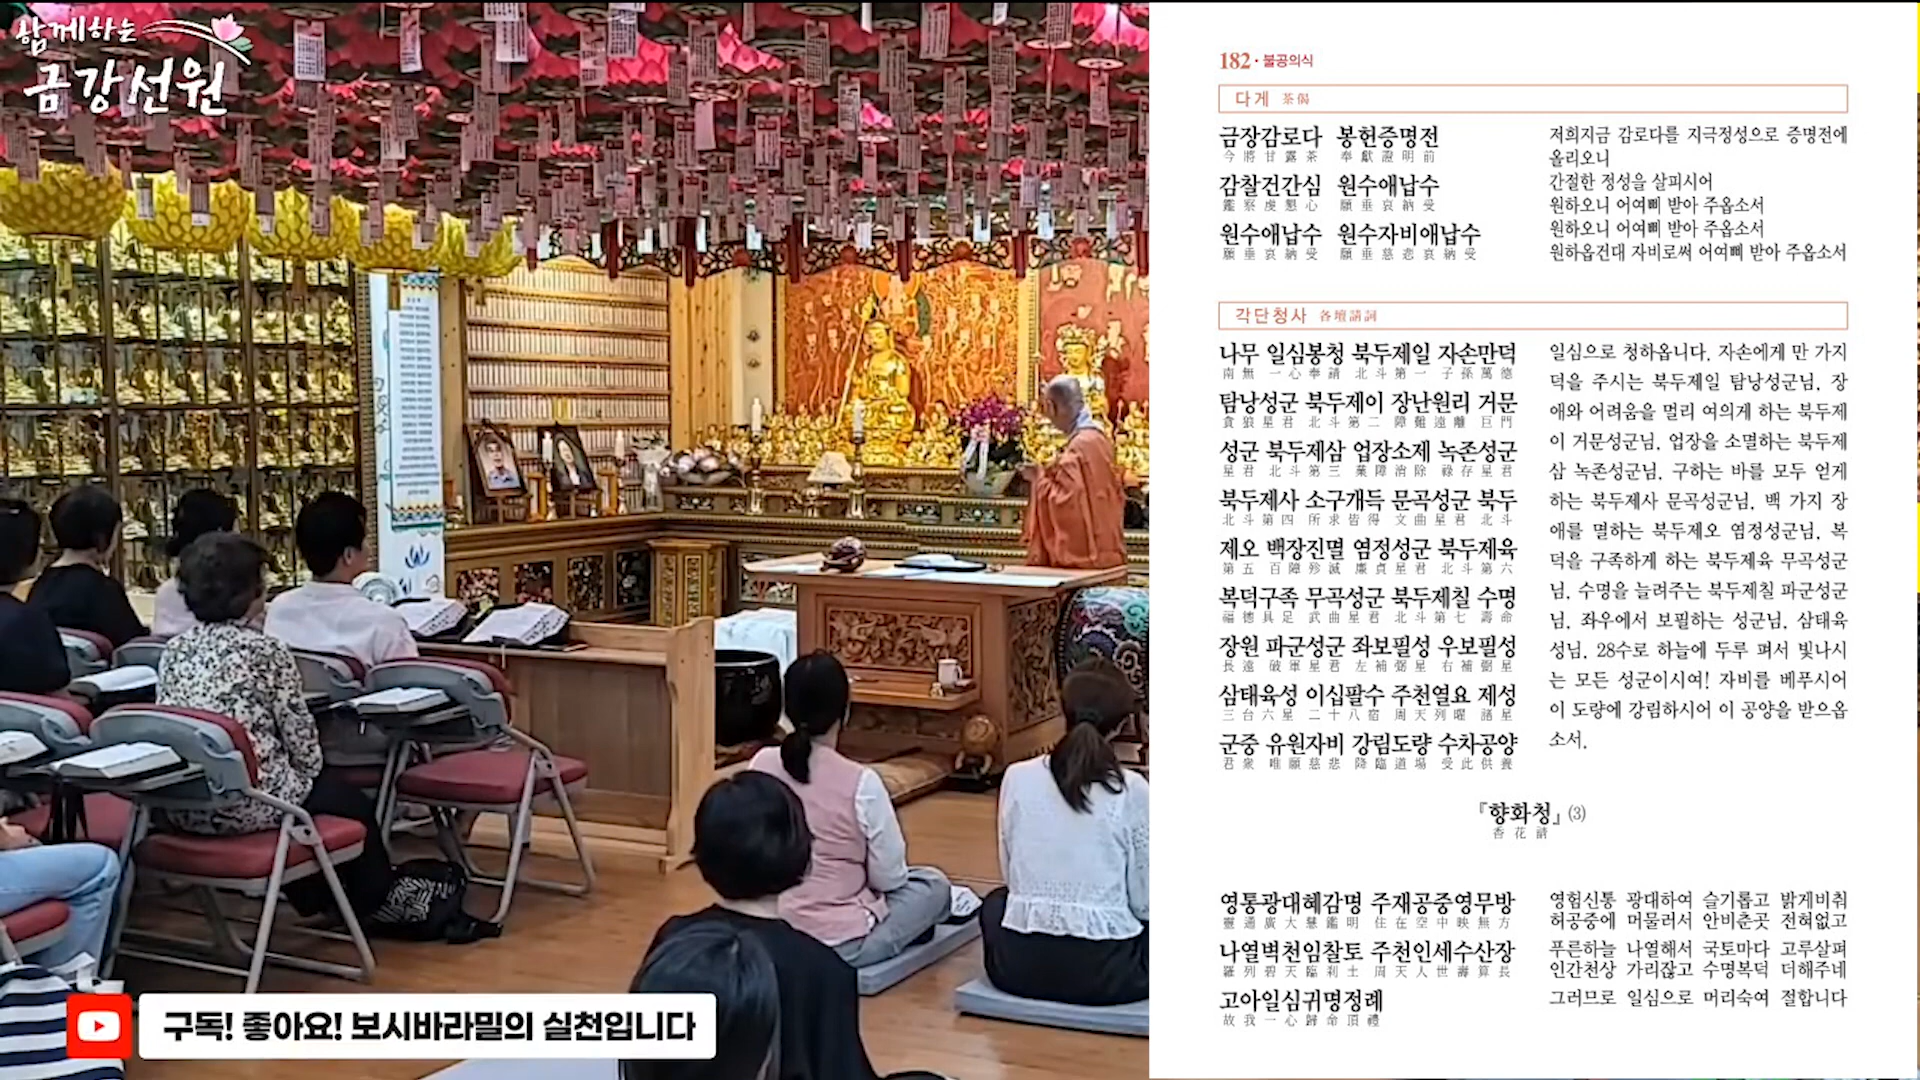 함께하는
금강선원
182 · 불공의식
다게 茶偈
금장감로다 봉헌증명전
今將甘露茶 奉獻證明前
감찰건간심 원수애납수
鑑察虔懇心 願垂哀納受
원수애납수 원수자비애납수
願垂哀納受 願垂慈悲哀納受
저희지금 감로다를 지극정성으로 증명전에
올리오니
간절한 정성을 살피시어
원하오니 어여삐 받아 주옵소서
원하오니 어여삐 받아 주옵소서
원하옵건대 자비로써 어여삐 받아 주옵소서
각단청사 各壇請詞
나무 일심봉청 북두제일 자손만덕
南無 一心奉請 北斗第一 子孫萬德
탐낭성군 북두제이 장난원리 거문
貪狼星君 北斗第二 障難遠離 巨門
성군 북두제삼 업장소제 녹존성군
星君 北斗第三 業障消除 祿存星君
북두제사 소구개득 문곡성군 북두
北斗第四 所求皆得 文曲星君 北斗
제오 백장진멸 염정성군 북두제육
第五 百障殄滅 廉貞星君 北斗第六
복덕구족 무곡성군 북두제칠 수명
福德具足 武曲星君 北斗第七 壽命
장원 파군성군 좌보필성 우보필성
長遠 破軍星君 左補弼星 右補弼星
삼태육성 이십팔수 주천열요 제성
三台六星 二十八宿 周天列曜 諸星
군중 유원자비 강림도량 수차공양
君衆 唯願慈悲 降臨道場 受此供養
일심으로 청하옵니다. 자손에게 만 가지
덕을 주시는 북두제일 탐낭성군님, 장
애와 어려움을 멀리 여의게 하는 북두제
이 거문성군님, 업장을 소멸하는 북두제
삼 녹존성군님, 구하는 바를 모두 얻게
하는 북두제사 문곡성군님, 백 가지 장
애를 멸하는 북두제오 염정성군님, 복
덕을 구족하게 하는 북두제육 무곡성군
님, 수명을 늘려주는 북두제칠 파군성군
님, 좌우에서 보필하는 성군님, 삼태육
성님, 28수로 하늘에 두루 펴서 빛나시
는 모든 성군이시여! 자비를 베푸시어
이 도량에 강림하시어 이 공양을 받으옵
소서.
『향화청』 (3)
香花請
영통광대혜감명 주재공중영무방
靈通廣大慧鑑明 住在空中映無方
나열벽천임찰토 주천인세수산장
羅列碧天臨刹土 周天人世壽算長
고아일심귀명정례
故我一心歸命頂禮
영험신통 광대하여 슬기롭고 밝게비춰
허공중에 머물러서 안비춘곳 전혀없고
푸른하늘 나열해서 국토마다 고루살펴
인간천상 가리잖고 수명복덕 더해주네
그러므로 일심으로 머리숙여 절합니다
구독! 좋아요! 보시바라밀의 실천입니다